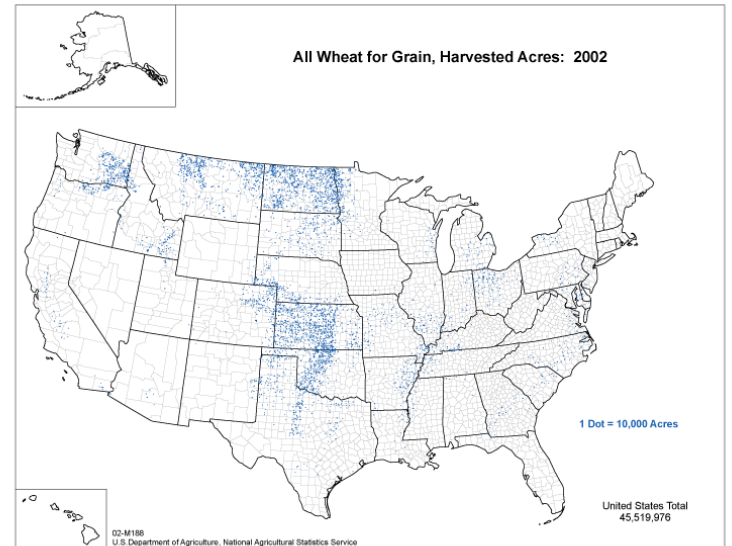 All Wheat for Grain, Harvested Acres: 2002
1 Dot = 10,000 Acres
United States Total
45,519,976
02-M188
U.S. Department of Agriculture, National Agricultural Statistics Service